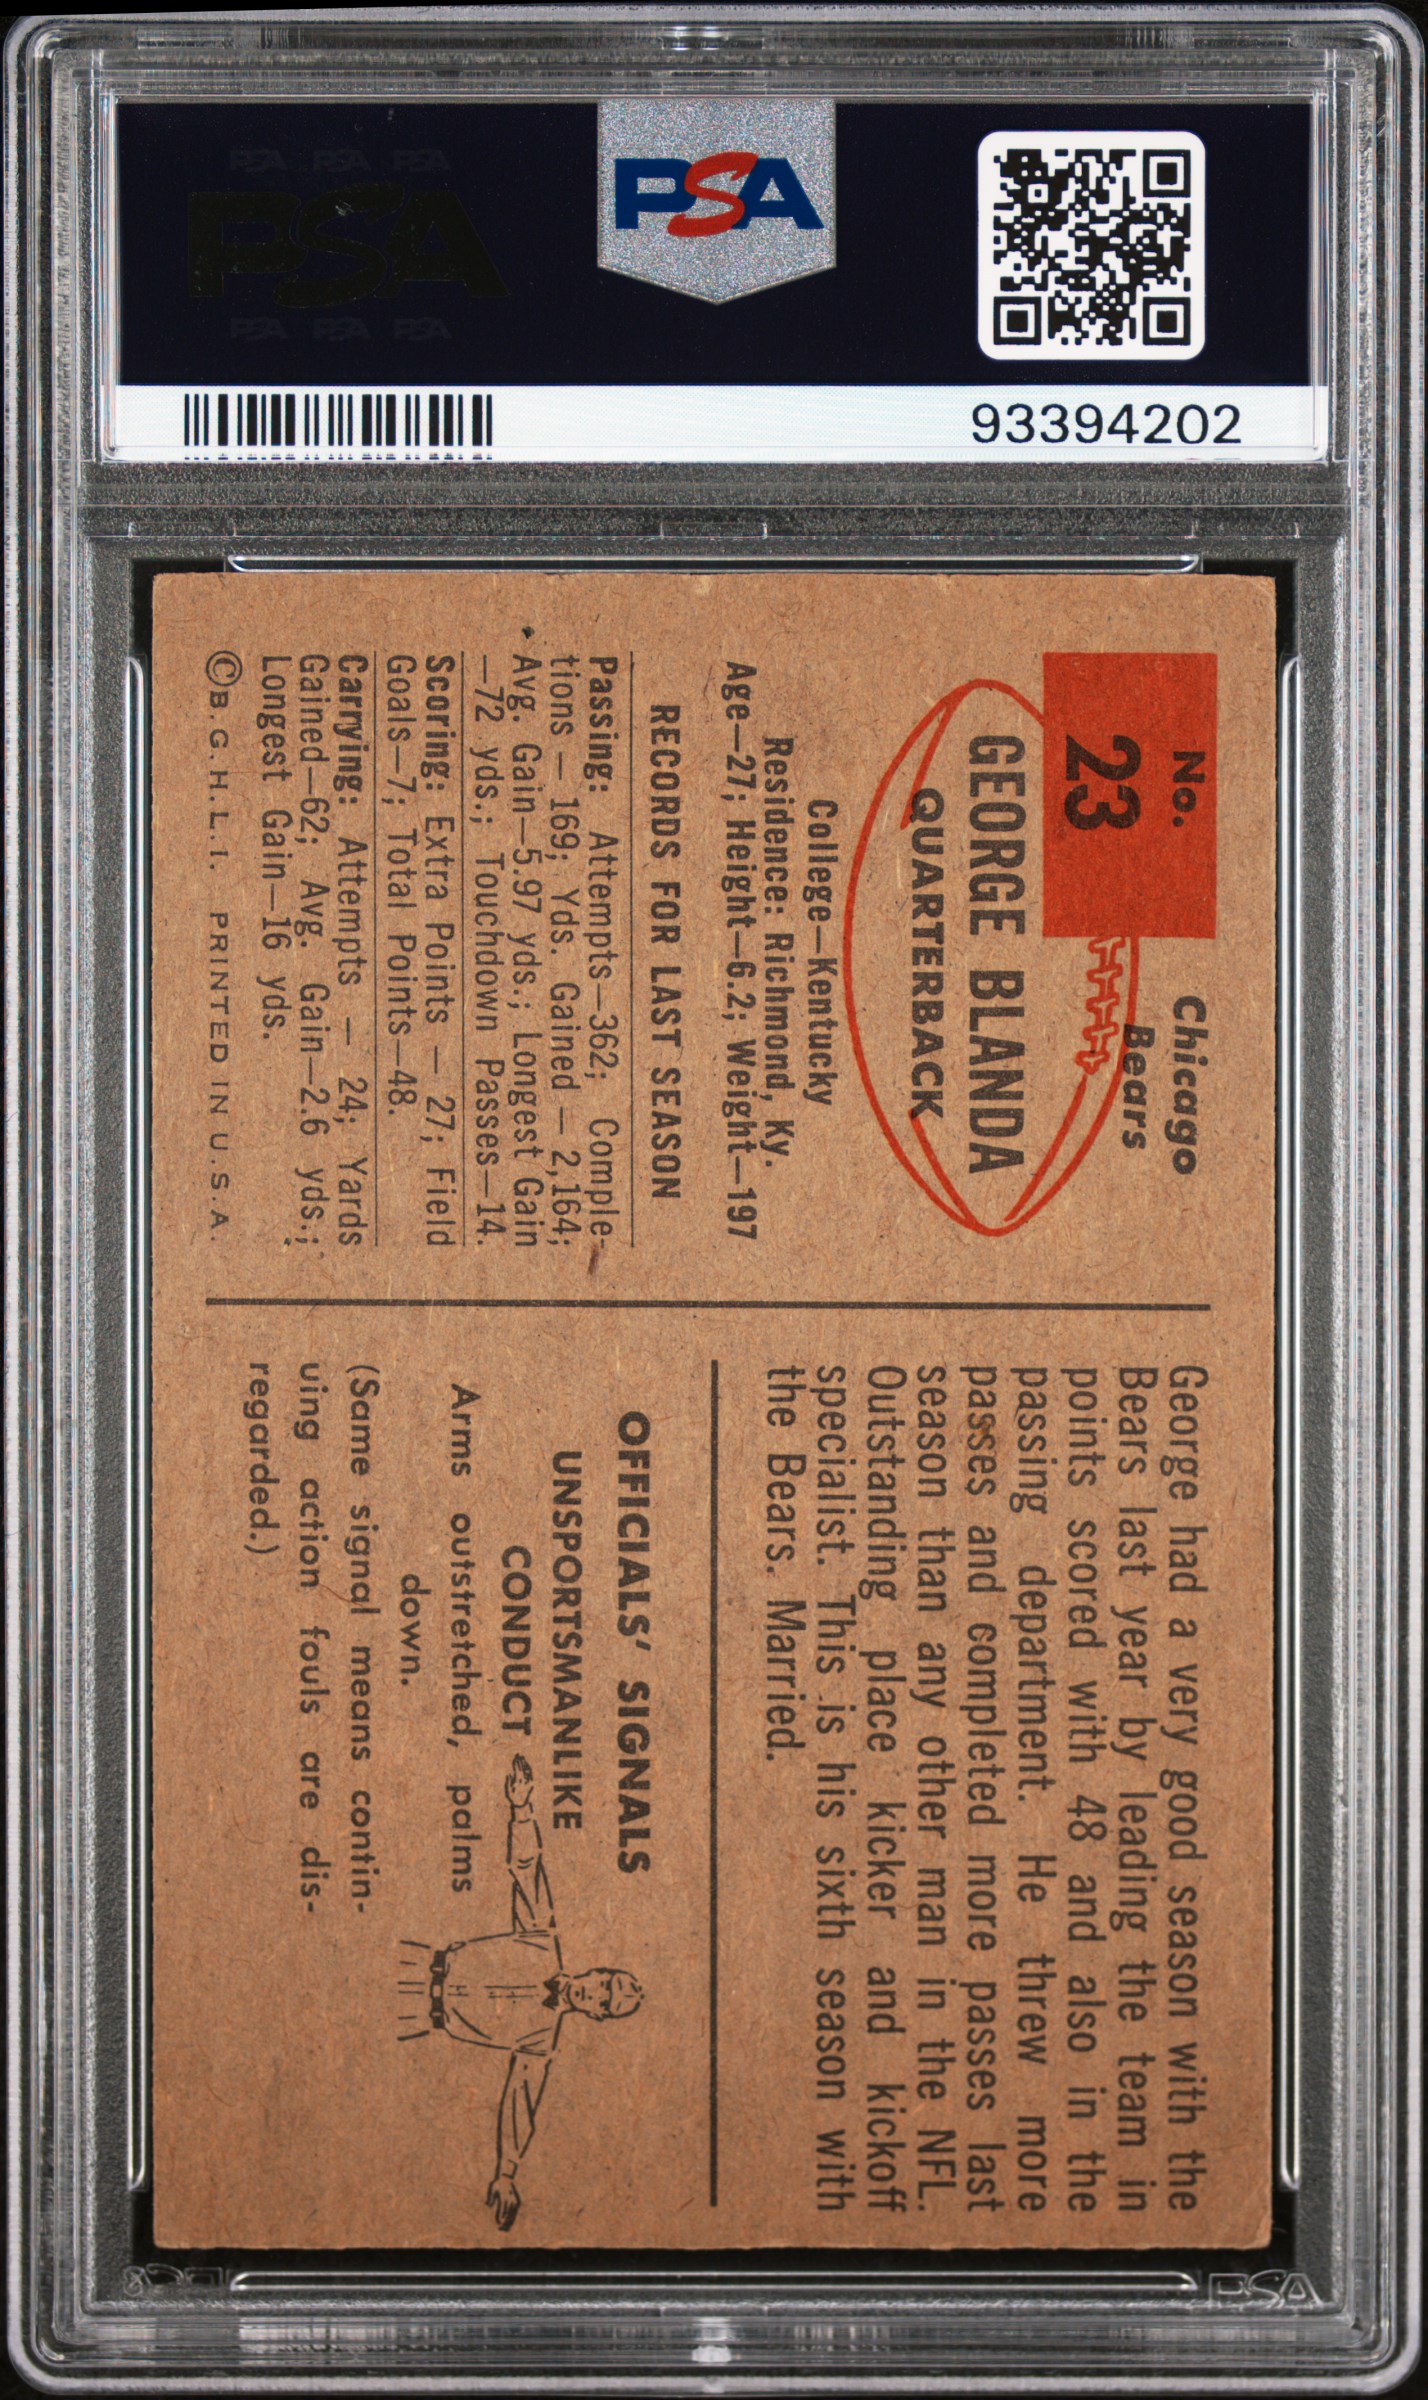 PSA PSA PSA
PSA
PSA PSA PSA
PSA
93394202
No.
23
Chicago
Bears
GEORGE BLANDA
QUARTERBACK
College—Kentucky
Residence: Richmond, Ky.
Age—27; Height—6.2; Weight—197
RECORDS FOR LAST SEASON
Passing: Attempts—362; Comple-
tions — 169; Yds. Gained — 2,164;
Avg. Gain—5.97 yds.; Longest Gain
—72 yds.; Touchdown Passes—14.
Scoring: Extra Points — 27; Field
Goals—7; Total Points—48.
Carrying: Attempts — 24; Yards
Gained—62; Avg. Gain—2.6 yds.;
Longest Gain—16 yds.
©B.G.H.L.I. PRINTED IN U.S.A.
George had a very good season with the
Bears last year by leading the team in
points scored with 48 and also in the
passing department. He threw more
passes and completed more passes last
season than any other man in the NFL.
Outstanding place kicker and kickoff
specialist. This is his sixth season with
the Bears. Married.
OFFICIALS' SIGNALS
UNSPORTSMANLIKE
CONDUCT
Arms outstretched, palms
down.
(Same signal means contin-
uing action fouls are dis-
regarded.)
PSA